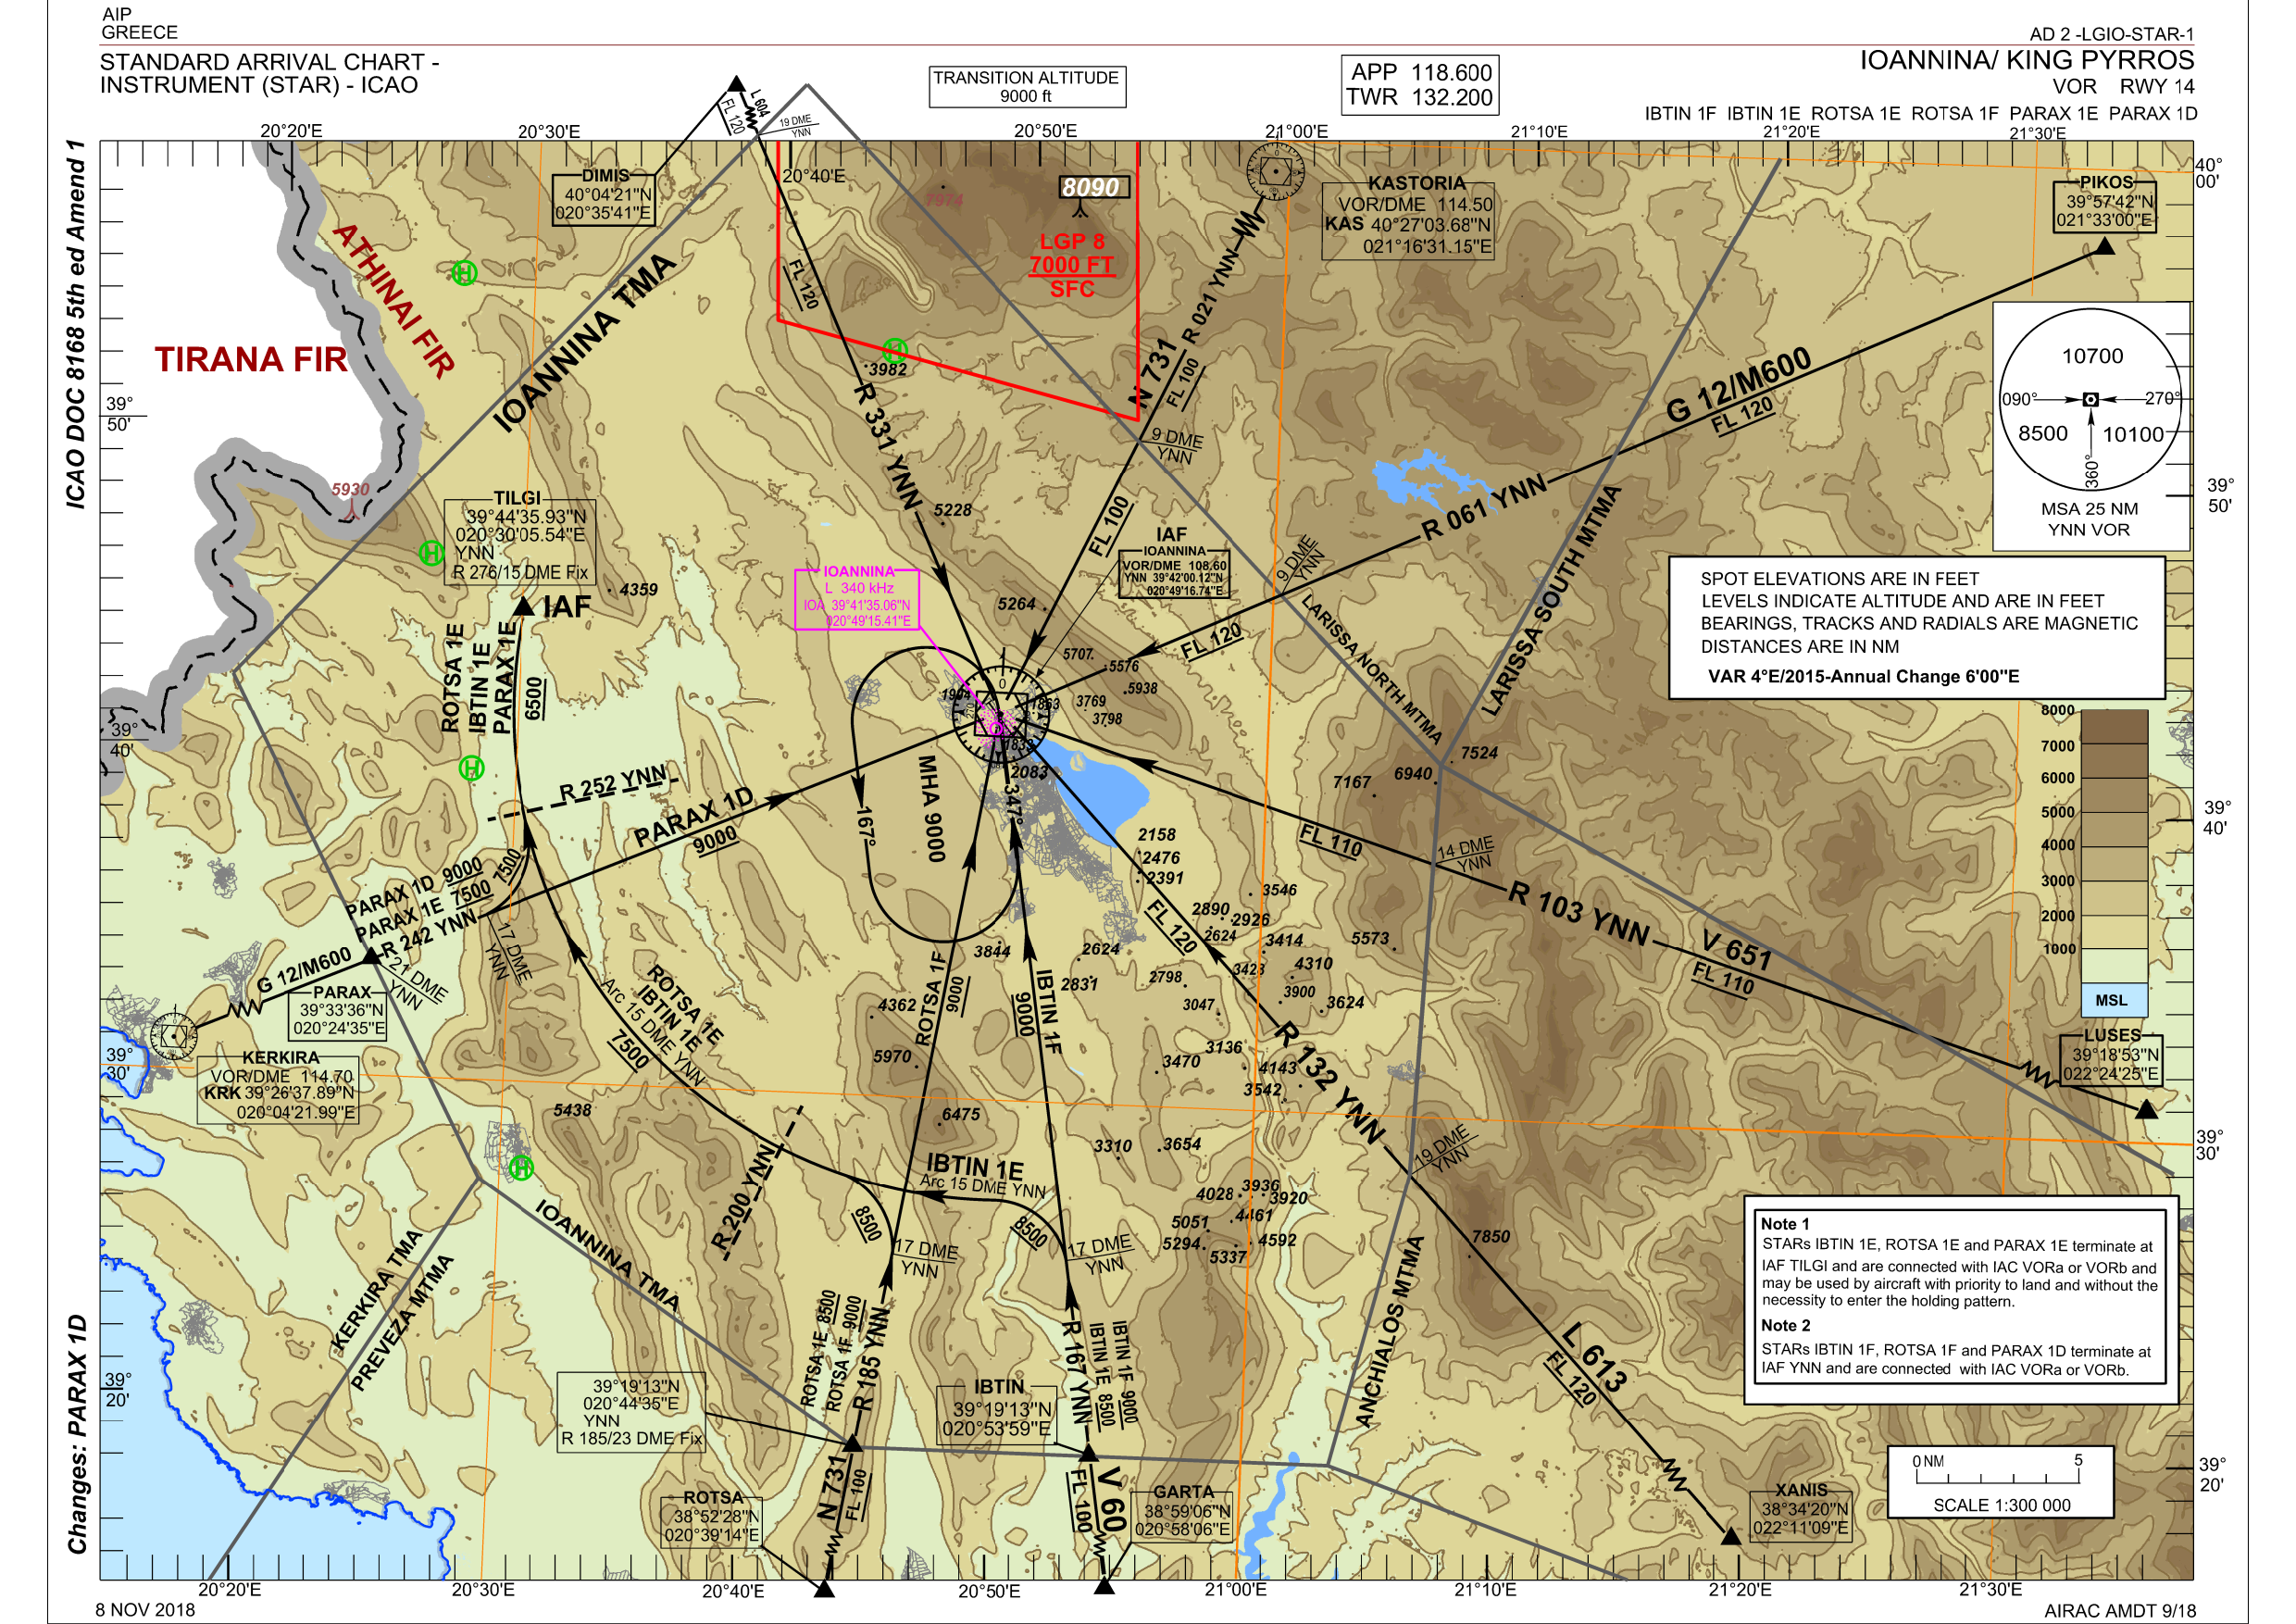 AIP
GREECE
AD 2 -LGIO-STAR-1
STANDARD ARRIVAL CHART -
INSTRUMENT (STAR) - ICAO
TRANSITION ALTITUDE
9000 ft
APP 118.600
TWR 132.200
IOANNINA/ KING PYRROS
VOR RWY 14
IBTIN 1F IBTIN 1E ROTSA 1E ROTSA 1F PARAX 1E PARAX 1D
ICAO DOC 8168 5th ed Amend 1
Changes: PARAX 1D
20°20'E
20°30'E
20°40'E
20°50'E
21°00'E
21°10'E
21°20'E
21°30'E
40°
00'
39°
50'
39°
50'
39°
40'
39°
40'
39°
30'
39°
30'
39°
20'
39°
20'
L 604
FL 120
19 DME
YNN
DIMIS
40°04'21"N
020°35'41"E
7974
8090
LGP 8
7000 FT
SFC
KASTORIA
VOR/DME 114.50
KAS 40°27'03.68"N
021°16'31.15"E
PIKOS
39°57'42"N
021°33'00"E
ATHINAI FIR
TIRANA FIR
IOANNINA TMA
FL 120
3982
R 331 YNN
N 731
R 021 YNN
FL 100
9 DME
YNN
FL 100
G 12/M600
FL 120
R 061 YNN
9 DME
YNN
FL 120
LARISSA SOUTH MTMA
LARISSA NORTH MTMA
10700
090°
270°
8500
10100
360°
MSA 25 NM
YNN VOR
SPOT ELEVATIONS ARE IN FEET
LEVELS INDICATE ALTITUDE AND ARE IN FEET
BEARINGS, TRACKS AND RADIALS ARE MAGNETIC
DISTANCES ARE IN NM
VAR 4°E/2015-Annual Change 6'00"E
5930
TILGI
39°44'35.93"N
020°30'05.54"E
YNN
R 276/15 DME Fix
IAF
4359
5228
5264
IOANNINA
L 340 kHz
IOA 39°41'35.06"N
020°49'15.41"E
IAF
IOANNINA
VOR/DME 108.60
YNN 39°42'00.12"N
020°49'16.74"E
5707
5576
5938
3769
3798
2083
ROTSA 1E
IBTIN 1E
PARAX 1E
6500
R 252 YNN
PARAX 1D
9000
167°
MHA 9000
347°
7524
6940
7167
FL 110
14 DME
YNN
R 103 YNN
V 651
FL 110
8000
7000
6000
5000
4000
3000
2000
1000
MSL
LUSES
39°18'53"N
022°24'25"E
PARAX 1D 9000
PARAX 1E 7500
R 242 YNN
7500
17 DME
YNN
G 12/M600
21 DME
YNN
PARAX
39°33'36"N
020°24'35"E
KERKIRA
VOR/DME 114.70
KRK 39°26'37.89"N
020°04'21.99"E
ROTSA 1E
IBTIN 1E
Arc 15 DME YNN
7500
ROTSA 1F
9000
IBTIN 1F
9000
2158
2476
2391
3546
2890
2926
2624
3414
5573
FL 120
3844
2624
2831
2798
3423
4310
3900
3624
3047
4362
5970
6475
3470
3136
4143
3542
3310
3654
R 132 YNN
5438
R 200 YNN
IBTIN 1E
Arc 15 DME YNN
8500
17 DME
YNN
8500
17 DME
YNN
4028
3936
3920
4461
5051
5294
4592
5337
19 DME
YNN
7850
ANCHIALOS MTMA
L 613
FL 120
IOANNINA TMA
KERKIRA TMA
PREVEZA MTMA
39°19'13"N
020°44'35"E
YNN
R 185/23 DME Fix
ROTSA 1E 8500
ROTSA 1F 9000
R 185 YNN
R 167 YNN
IBTIN 1E 8500
IBTIN 1F 9000
IBTIN
39°19'13"N
020°53'59"E
N 731
FL 100
V 60
FL 100
ROTSA
38°52'28"N
020°39'14"E
GARTA
38°59'06"N
020°58'06"E
XANIS
38°34'20"N
022°11'09"E
Note 1
STARs IBTIN 1E, ROTSA 1E and PARAX 1E terminate at
IAF TILGI and are connected with IAC VORa or VORb and
may be used by aircraft with priority to land and without the
necessity to enter the holding pattern.
Note 2
STARs IBTIN 1F, ROTSA 1F and PARAX 1D terminate at
IAF YNN and are connected with IAC VORa or VORb.
0 NM
5
SCALE 1:300 000
20°20'E
20°30'E
20°40'E
20°50'E
21°00'E
21°10'E
21°20'E
21°30'E
8 NOV 2018
AIRAC AMDT 9/18